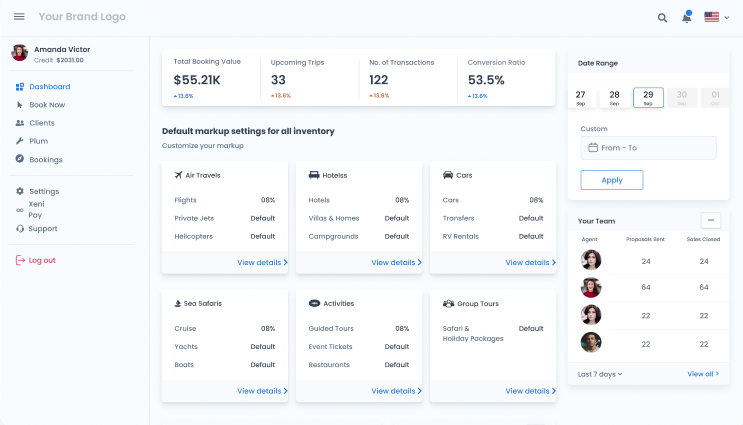 Your Brand Logo
Amanda Victor
Credit $2031.00
Dashboard
Book Now
Clients
Plum
Bookings
Settings
Xeni
Pay
Support
Log out
Total Booking Value
$55.21K
13.6%
Upcoming Trips
33
13.6%
No. of Transactions
122
13.6%
Conversion Ratio
53.5%
13.6%
Default markup settings for all inventory
Customize your markup
Air Travels
Flights 08%
Private Jets Default
Helicopters Default
View details
Hotelss
Hotels 08%
Villas & Homes Default
Campgrounds Default
View details
Cars
Cars 08%
Transfers Default
RV Rentals Default
View details
Sea Safaris
Cruise 08%
Yachts Default
Boats Default
View details
Activities
Guided Tours 08%
Event Tickets Default
Restaurants Default
View details
Group Tours
Safari & Default
Holiday Packages
View details
Date Range
27 28 29 30 01
Sep Sep Sep Sep Oct
Custom
From - To
Apply
Your Team
Agent Proposals Sent Sales Closed
24 24
64 64
22 22
22 22
Last 7 days
View all